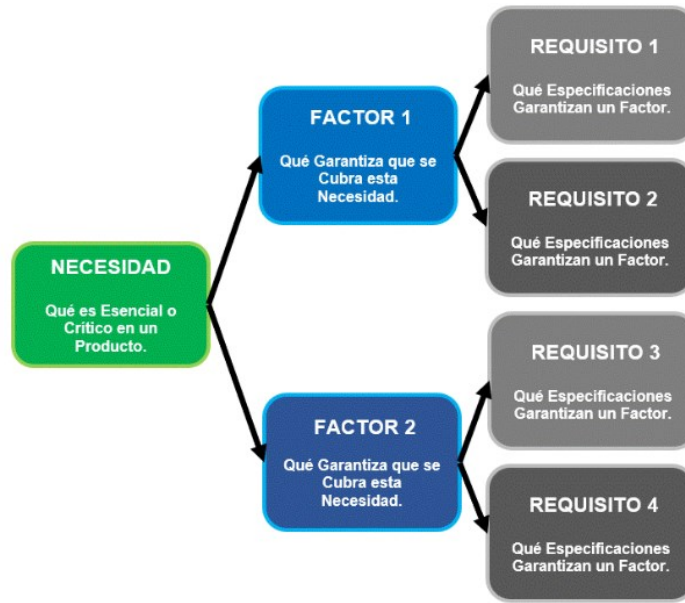 NECESIDAD
Qué es Esencial o
Crítico en un
Producto.
FACTOR 1
Qué Garantiza que se
Cubra esta
Necesidad.
REQUISITO 1
Qué Especificaciones
Garantizan un Factor.
REQUISITO 2
Qué Especificaciones
Garantizan un Factor.
FACTOR 2
Qué Garantiza que se
Cubra esta
Necesidad.
REQUISITO 3
Qué Especificaciones
Garantizan un Factor.
REQUISITO 4
Qué Especificaciones
Garantizan un Factor.